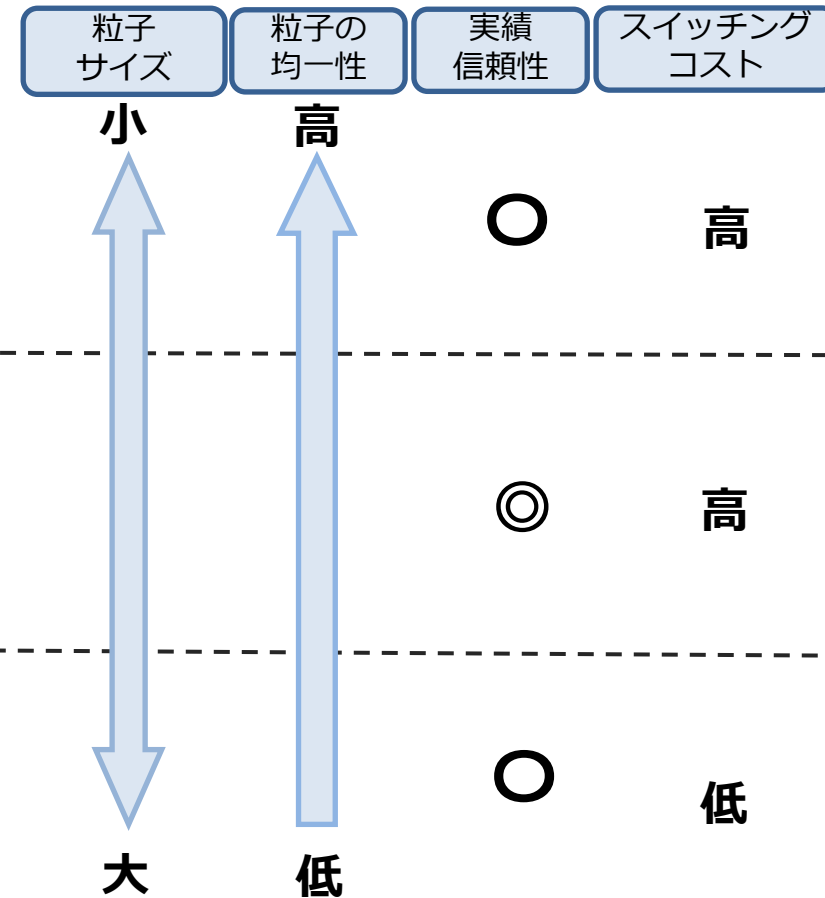 粒子
サイズ
粒子の
均一性
実績
信頼性
スイッチング
コスト
小
高
○
高
◎
高
○
低
大
低